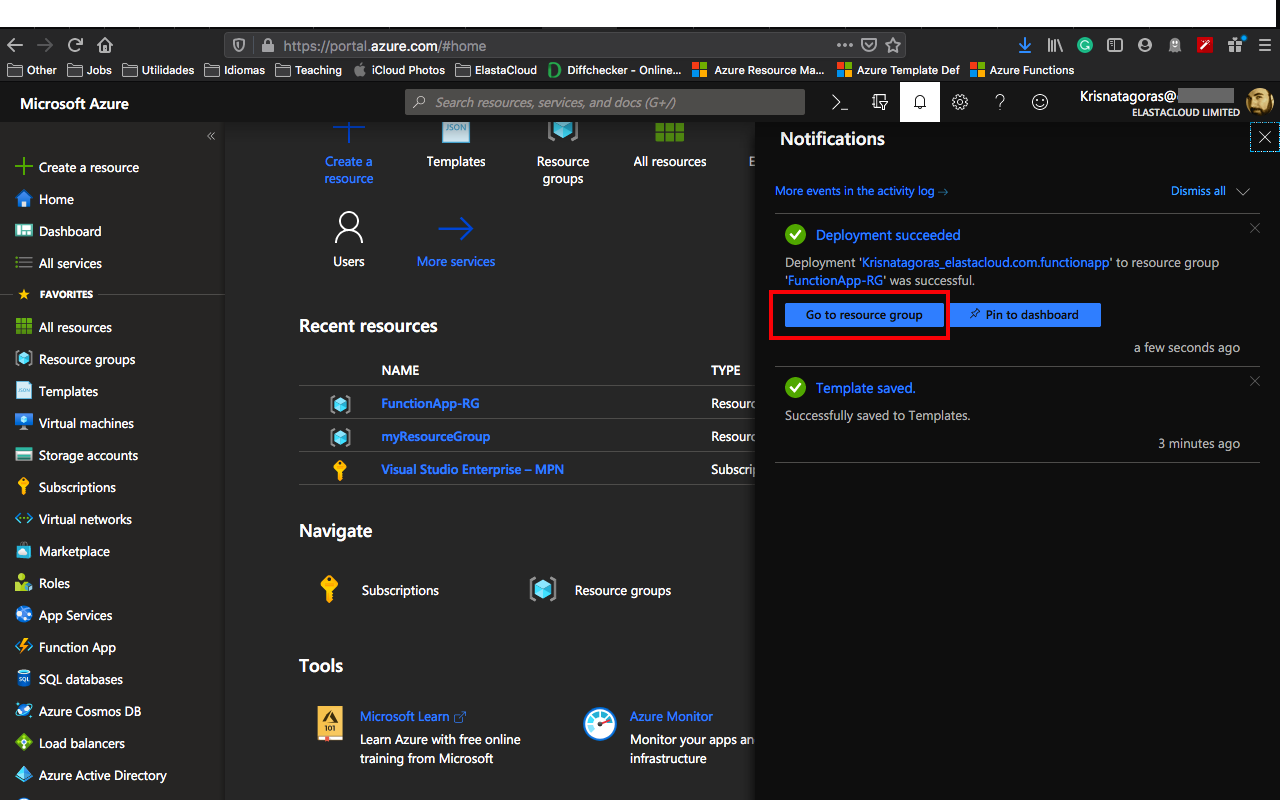 https://portal.azure.com/#home
Other
Jobs
Utilidades
Idiomas
Teaching
iCloud Photos
ElastaCloud
Diffchecker - Online...
Azure Resource Ma...
Azure Template Def
Azure Functions
Microsoft Azure
Search resources, services, and docs (G+/)
Krisnatagoras@
ELASTACLOUD LIMITED
Create a resource
Home
Dashboard
All services
FAVORITES
All resources
Resource groups
Templates
Virtual machines
Storage accounts
Subscriptions
Virtual networks
Marketplace
Roles
App Services
Function App
SQL databases
Azure Cosmos DB
Load balancers
Azure Active Directory
Create a
resource
JSON
Templates
Resource
groups
All resources
E
Users
More services
Recent resources
NAME TYPE
FunctionApp-RG Resourc
myResourceGroup Resourc
Visual Studio Enterprise – MPN Subscrip
Navigate
Subscriptions
Resource groups
Tools
101
Microsoft Learn
Learn Azure with free online
training from Microsoft
Azure Monitor
Monitor your apps an
infrastructure
Notifications
More events in the activity log →
Dismiss all
Deployment succeeded
Deployment 'Krisnatagoras_elastacloud.com.functionapp' to resource group
'FunctionApp-RG' was successful.
Go to resource group
Pin to dashboard
a few seconds ago
Template saved.
Successfully saved to Templates.
3 minutes ago